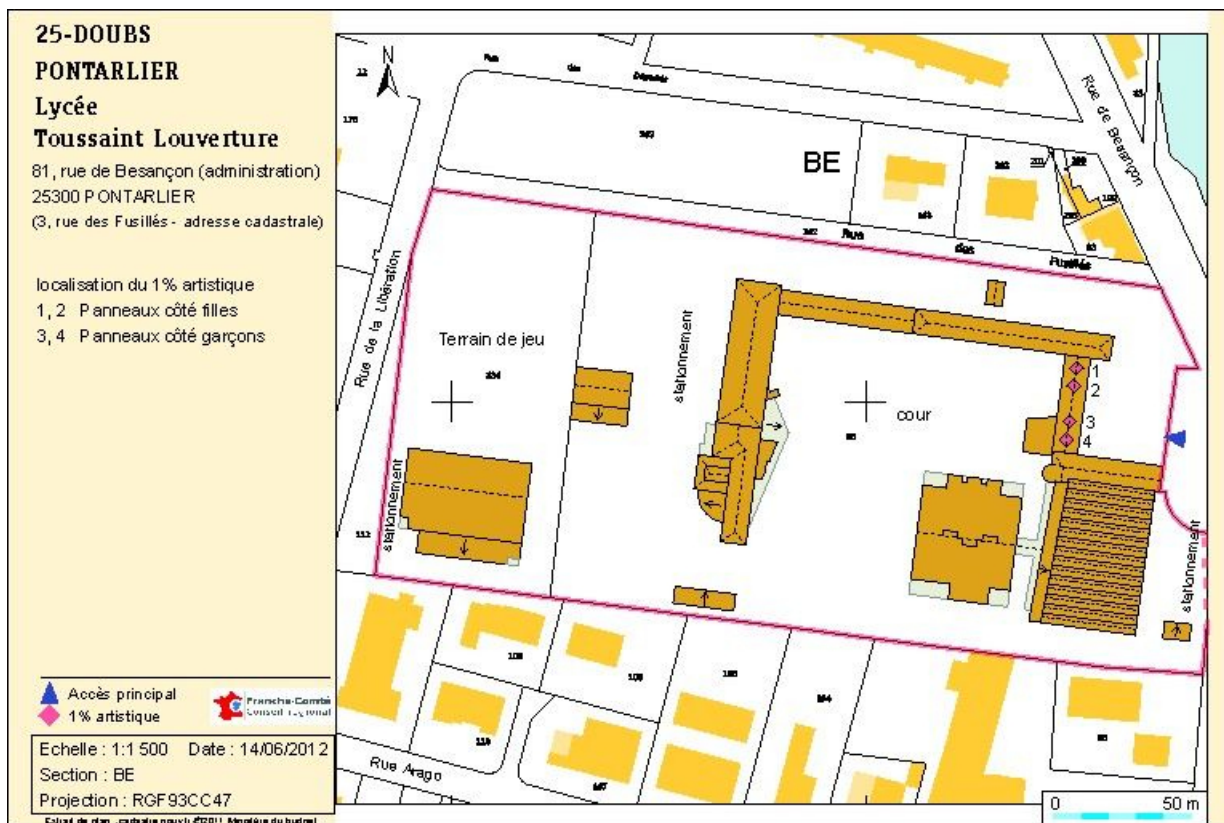 25-DOUBS
PONTARLIER
Lycée
Toussaint Louverture
81, rue de Besançon (administration)
25300 PONTARLIER
(3, rue des Fusillés - adresse cadastrale)
localisation du 1% artistique
1, 2 Panneaux côté filles
3, 4 Panneaux côté garçons
Accès principal
1% artistique
Franche-Comté
Conseil régional
Echelle : 1:1 500 Date : 14/06/2012
Section : BE
Projection : RGF93CC47
N
Rue des
BE
Rue de Besançon
Rue des Fusillés
Rue de la Libération
Terrain de jeu
stationnement
stationnement
cour
1
2
3
4
stationnement
Rue Arago
0 50 m